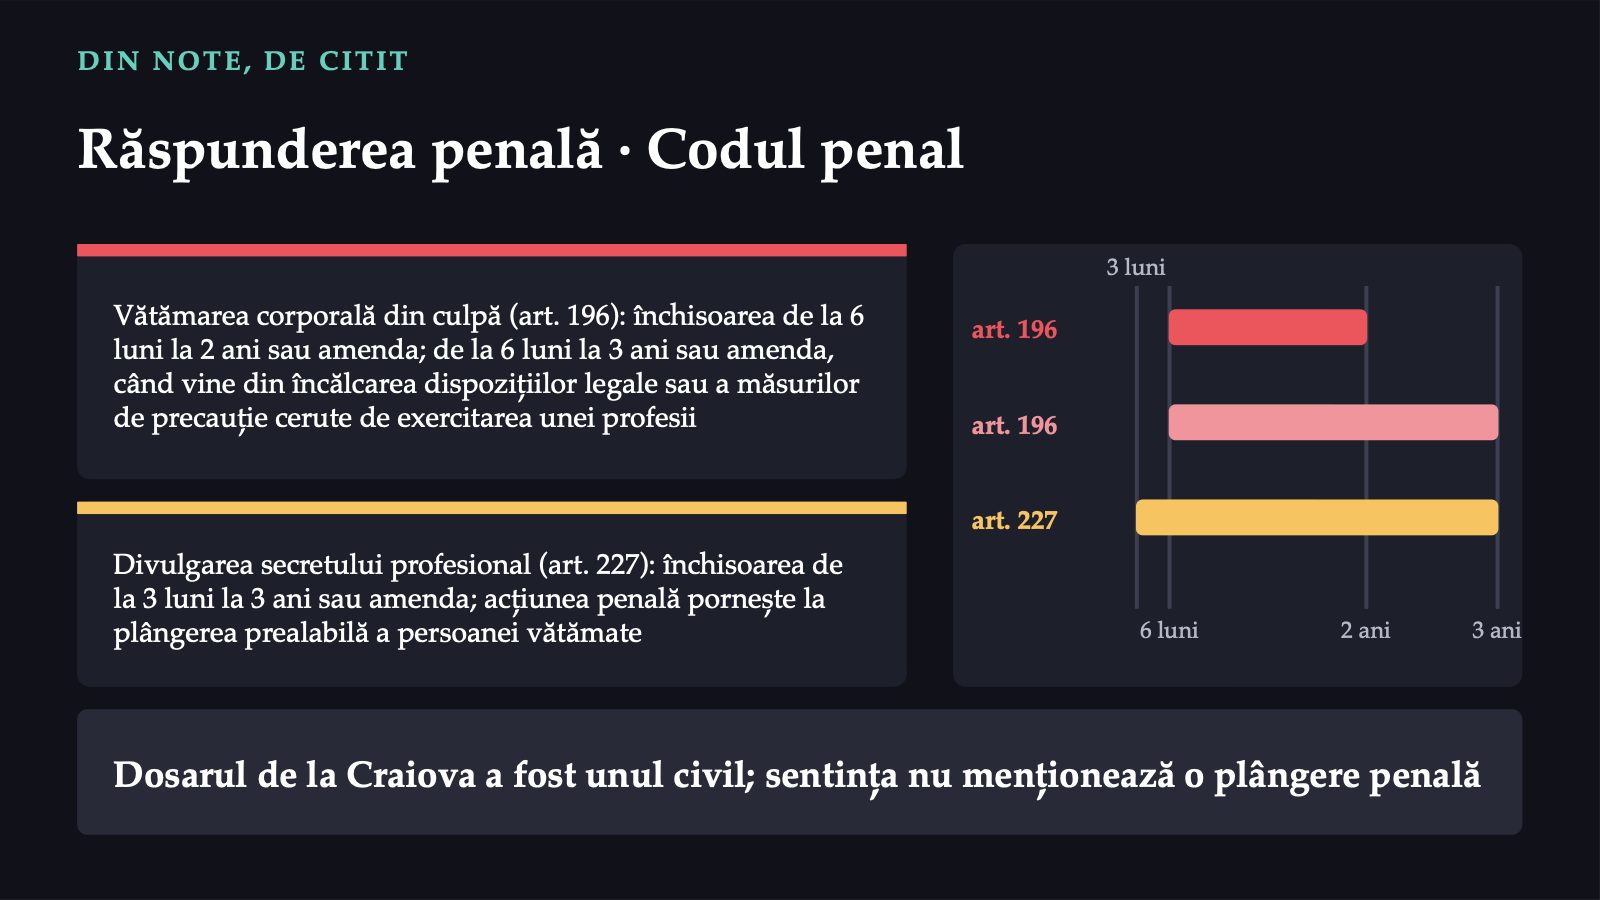 DIN NOTE, DE CITIT
Răspunderea penală · Codul penal
Vătămarea corporală din culpă (art. 196): închisoarea de la 6
luni la 2 ani sau amenda; de la 6 luni la 3 ani sau amenda,
când vine din încălcarea dispozițiilor legale sau a măsurilor
de precauție cerute de exercitarea unei profesii
Divulgarea secretului profesional (art. 227): închisoarea de
la 3 luni la 3 ani sau amenda; acțiunea penală pornește la
plângerea prealabilă a persoanei vătămate
3 luni
art. 196
art. 196
art. 227
6 luni
2 ani
3 ani
Dosarul de la Craiova a fost unul civil; sentința nu menționează o plângere penală